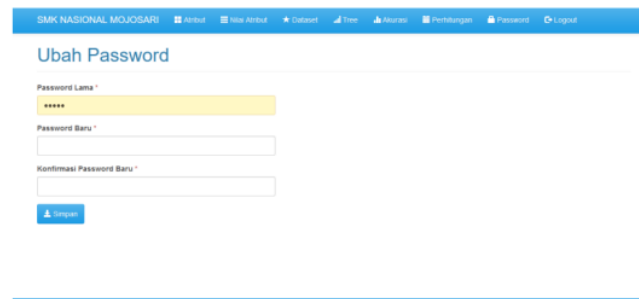 SMK NASIONAL MOJOSARI Atribut Nilai Atribut Dataset Tree Akurasi Perhitungan Password Logout
Ubah Password
Password Lama *
•••••
Password Baru *
Konfirmasi Password Baru *
Simpan